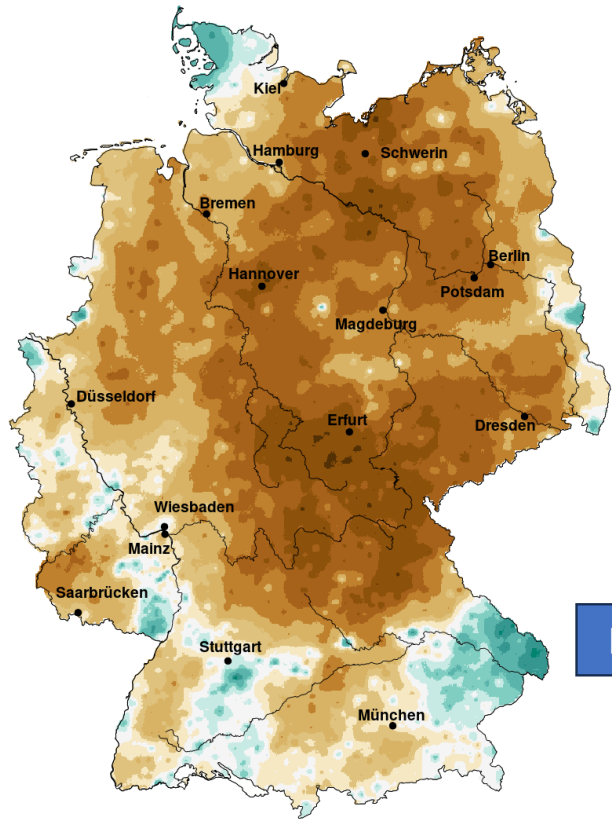 Kiel
Hamburg
Schwerin
Bremen
Berlin
Hannover
Potsdam
Magdeburg
Düsseldorf
Erfurt
Dresden
Wiesbaden
Mainz
Saarbrücken
Stuttgart
München